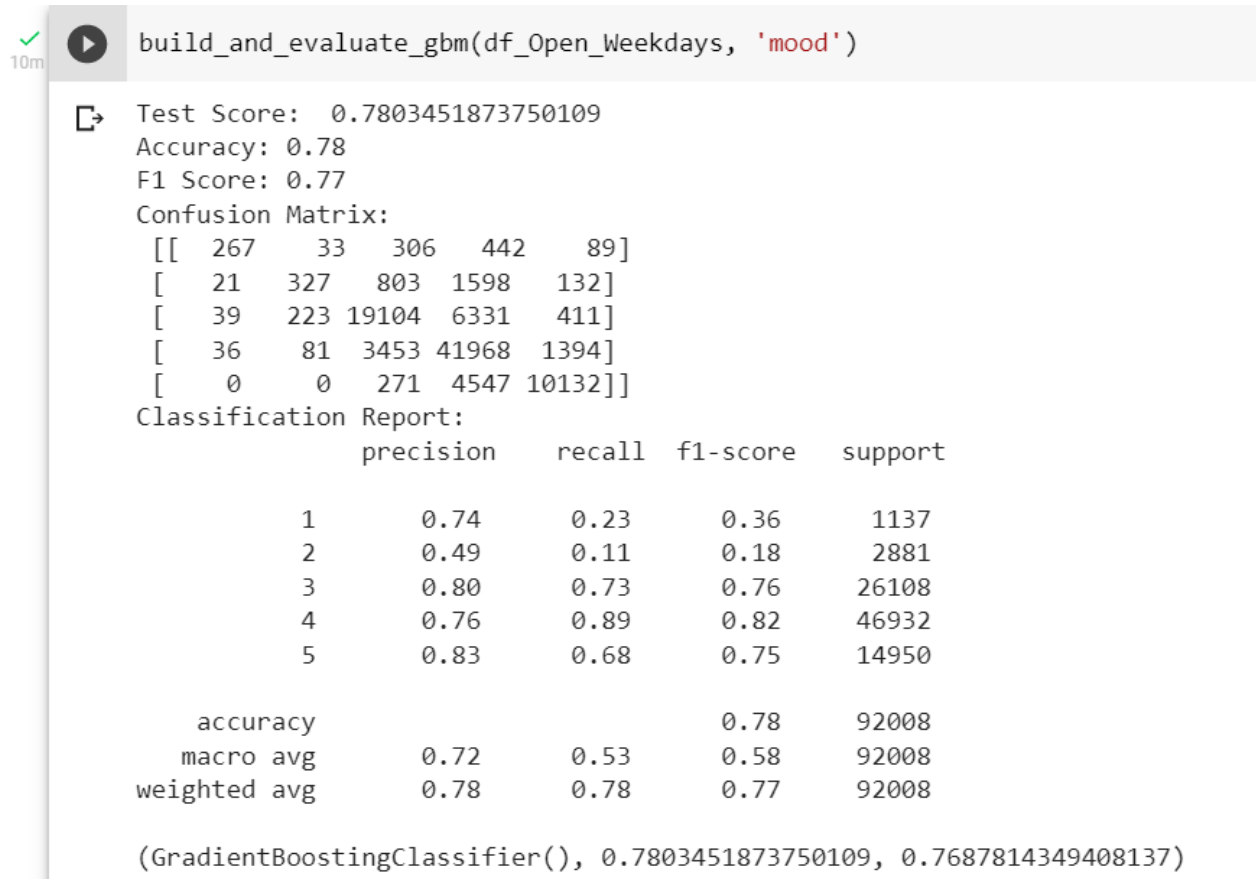 10m
build_and_evaluate_gbm(df_Open_Weekdays, 'mood')
Test Score:  0.7803451873750109
Accuracy: 0.78
F1 Score: 0.77
Confusion Matrix:
[[  267    33   306   442    89]
[   21   327   803  1598   132]
[   39   223 19104  6331   411]
[   36    81  3453 41968  1394]
[    0     0   271  4547 10132]]
Classification Report:
precision    recall  f1-score   support
1       0.74      0.23      0.36      1137
2       0.49      0.11      0.18      2881
3       0.80      0.73      0.76     26108
4       0.76      0.89      0.82     46932
5       0.83      0.68      0.75     14950
accuracy                           0.78     92008
macro avg       0.72      0.53      0.58     92008
weighted avg       0.78      0.78      0.77     92008
(GradientBoostingClassifier(), 0.7803451873750109, 0.7687814349408137)